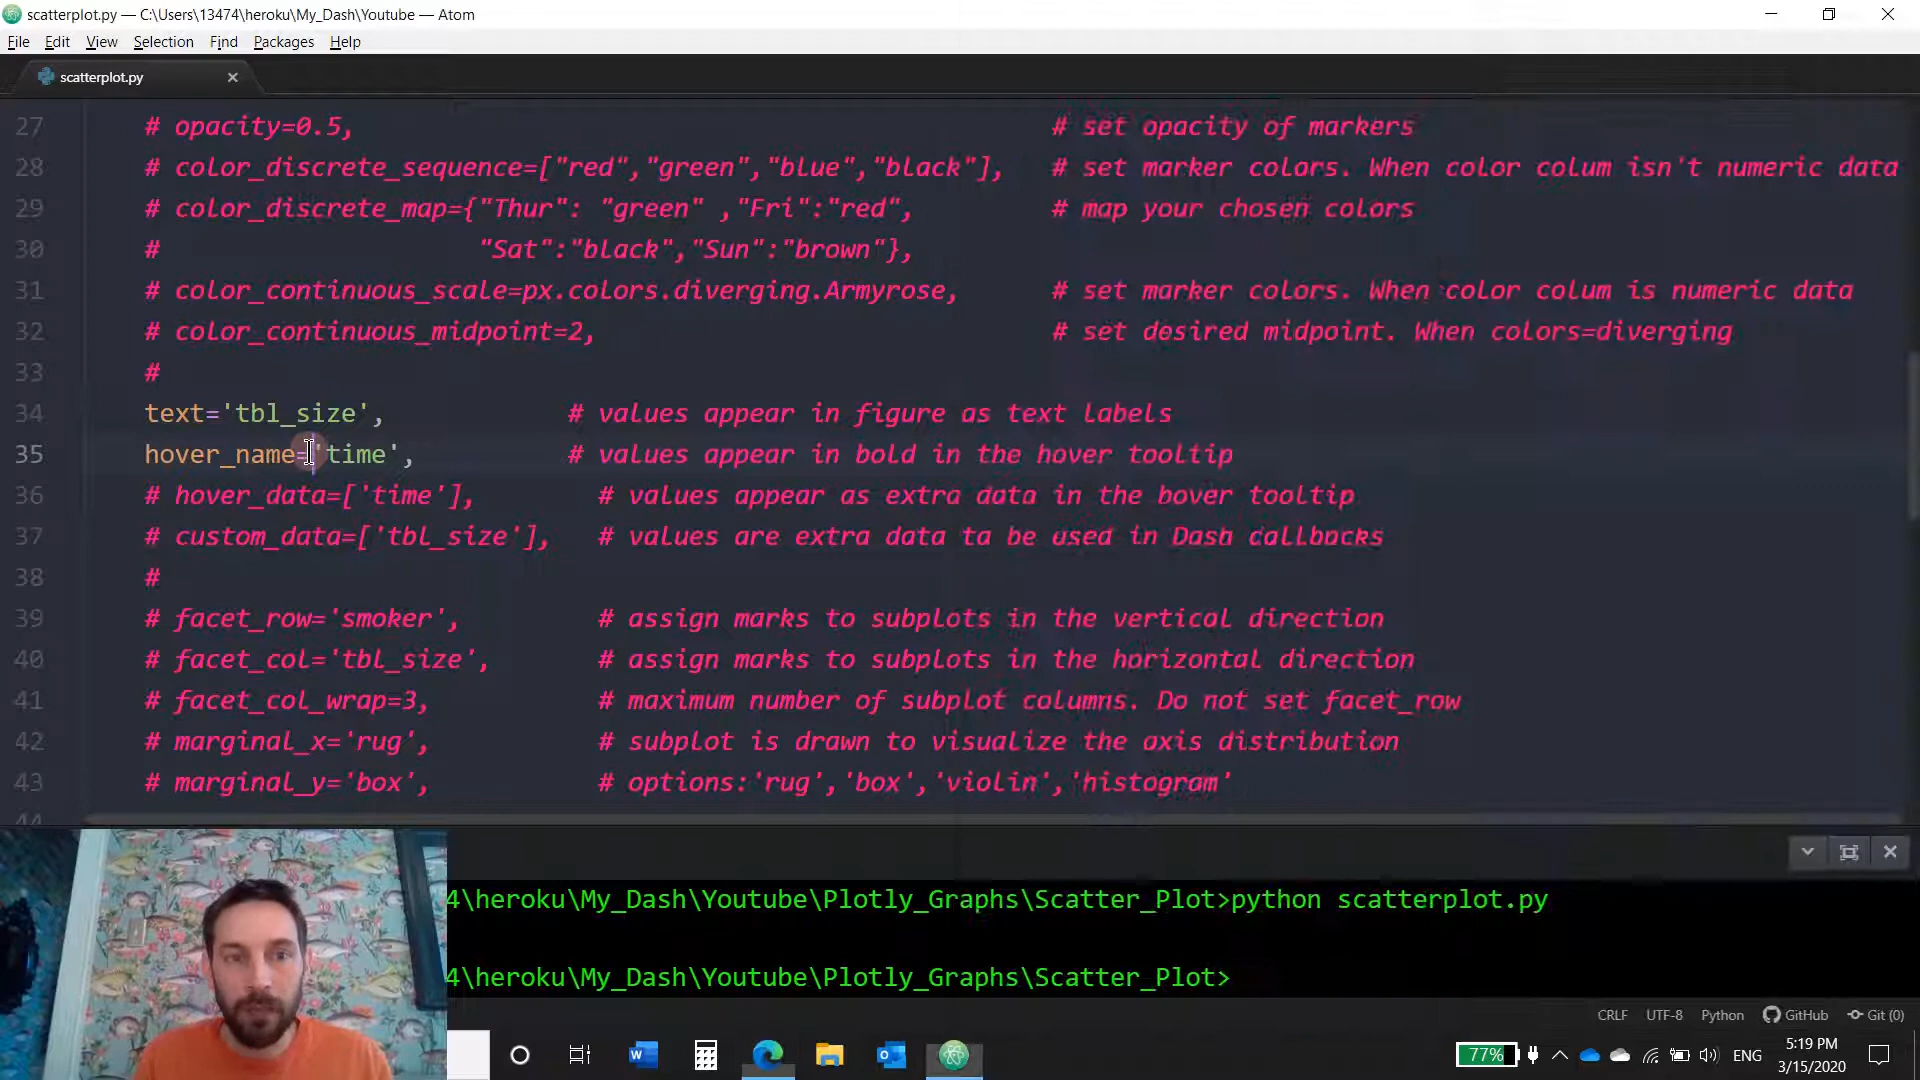 scatterplot.py — C:\Users\13474\heroku\My_Dash\Youtube — Atom
File Edit View Selection Find Packages Help
scatterplot.py
27 # opacity=0.5, # set opacity of markers
28 # color_discrete_sequence=["red","green","blue","black"], # set marker colors. When color colum isn't numeric data
29 # color_discrete_map={"Thur": "green" ,"Fri":"red", # map your chosen colors
30 # "Sat":"black","Sun":"brown"},
31 # color_continuous_scale=px.colors.diverging.Armyrose, # set marker colors. When color colum is numeric data
32 # color_continuous_midpoint=2, # set desired midpoint. When colors=diverging
33 #
34 text='tbl_size', # values appear in figure as text labels
35 hover_name='time', # values appear in bold in the hover tooltip
36 # hover_data=['time'], # values appear as extra data in the hover tooltip
37 # custom_data=['tbl_size'], # values are extra data ta be used in Dash callbacks
38 #
39 # facet_row='smoker', # assign marks to subplots in the vertical direction
40 # facet_col='tbl_size', # assign marks to subplots in the horizantal direction
41 # facet_col_wrap=3, # maximum number of subplot columns. Do not set facet_row
42 # marginal_x='rug', # subplot is drawn to visualize the axis distribution
43 # marginal_y='box', # options:'rug','box','violin','histogram'
44
4\heroku\My_Dash\Youtube\Plotly_Graphs\Scatter_Plot>python scatterplot.py
4\heroku\My_Dash\Youtube\Plotly_Graphs\Scatter_Plot>
CRLF UTF-8 Python GitHub Git (0)
77% ENG 5:19 PM
3/15/2020